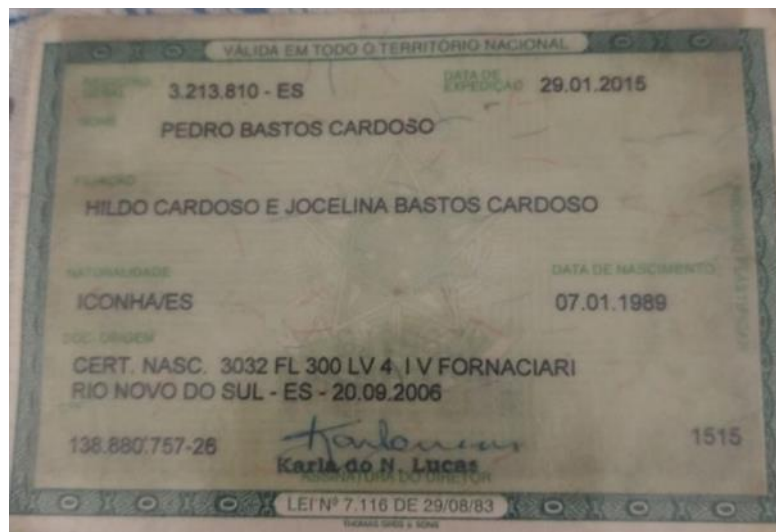 VÁLIDA EM TODO O TERRITÓRIO NACIONAL
REGISTRO GERAL 3.213.810 - ES DATA DE EXPEDIÇÃO 29.01.2015
NOME PEDRO BASTOS CARDOSO
FILIAÇÃO
HILDO CARDOSO E JOCELINA BASTOS CARDOSO
NATURALIDADE DATA DE NASCIMENTO
ICONHA/ES 07.01.1989
DOC. ORIGEM
CERT. NASC. 3032 FL 300 LV 4 I V FORNACIARI
RIO NOVO DO SUL - ES - 20.09.2006
138.880.757-26 1515
Karla do N. Lucas
ASSINATURA DO DIRETOR
LEI Nº 7.116 DE 29/08/83